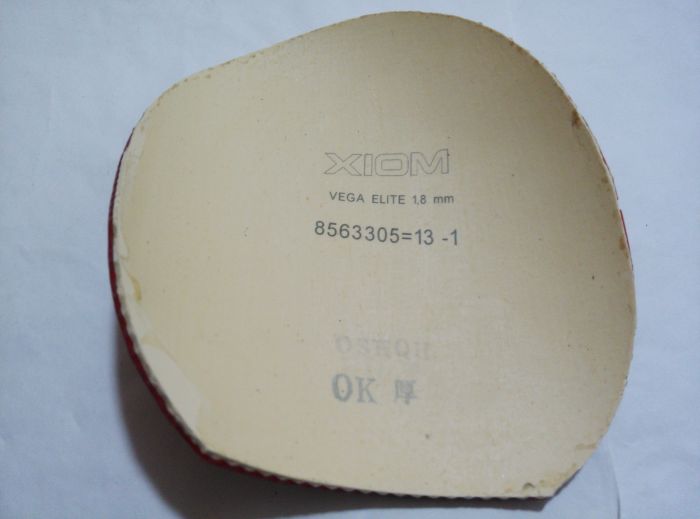 XIOM
VEGA ELITE 1.8 mm
8563305=13 -1
OK 厚